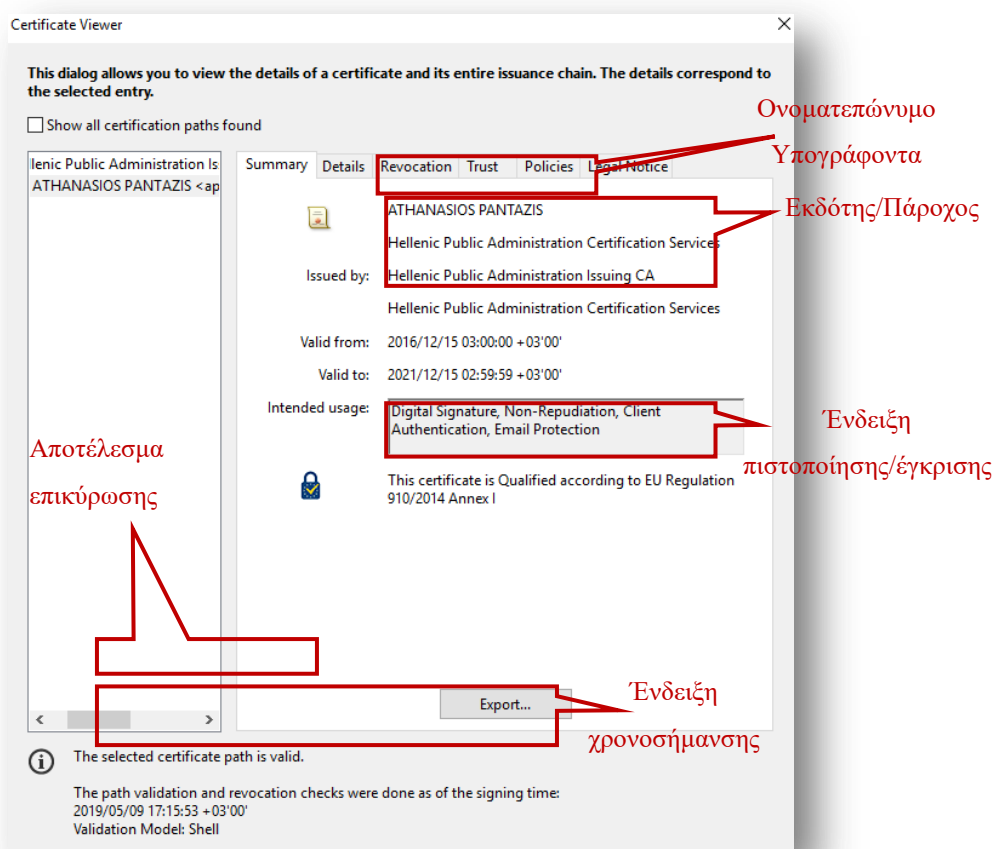 Certificate Viewer
This dialog allows you to view the details of a certificate and its entire issuance chain. The details correspond to
the selected entry.
Show all certification paths found
Ονοματεπώνυμο
Υπογράφοντα
Εκδότης/Πάροχος
llenic Public Administration Is
ATHANASIOS PANTAZIS <ap
Summary Details Revocation Trust Policies Legal Notice
ATHANASIOS PANTAZIS
Hellenic Public Administration Certification Services
Issued by: Hellenic Public Administration Issuing CA
Hellenic Public Administration Certification Services
Valid from: 2016/12/15 03:00:00 +03'00'
Valid to: 2021/12/15 02:59:59 +03'00'
Intended usage: Digital Signature, Non-Repudiation, Client
Authentication, Email Protection
Ένδειξη
πιστοποίησης/έγκρισης
Αποτέλεσμα
επικύρωσης
This certificate is Qualified according to EU Regulation
910/2014 Annex I
Export...
Ένδειξη
χρονοσήμανσης
The selected certificate path is valid.
The path validation and revocation checks were done as of the signing time:
2019/05/09 17:15:53 +03'00'
Validation Model: Shell